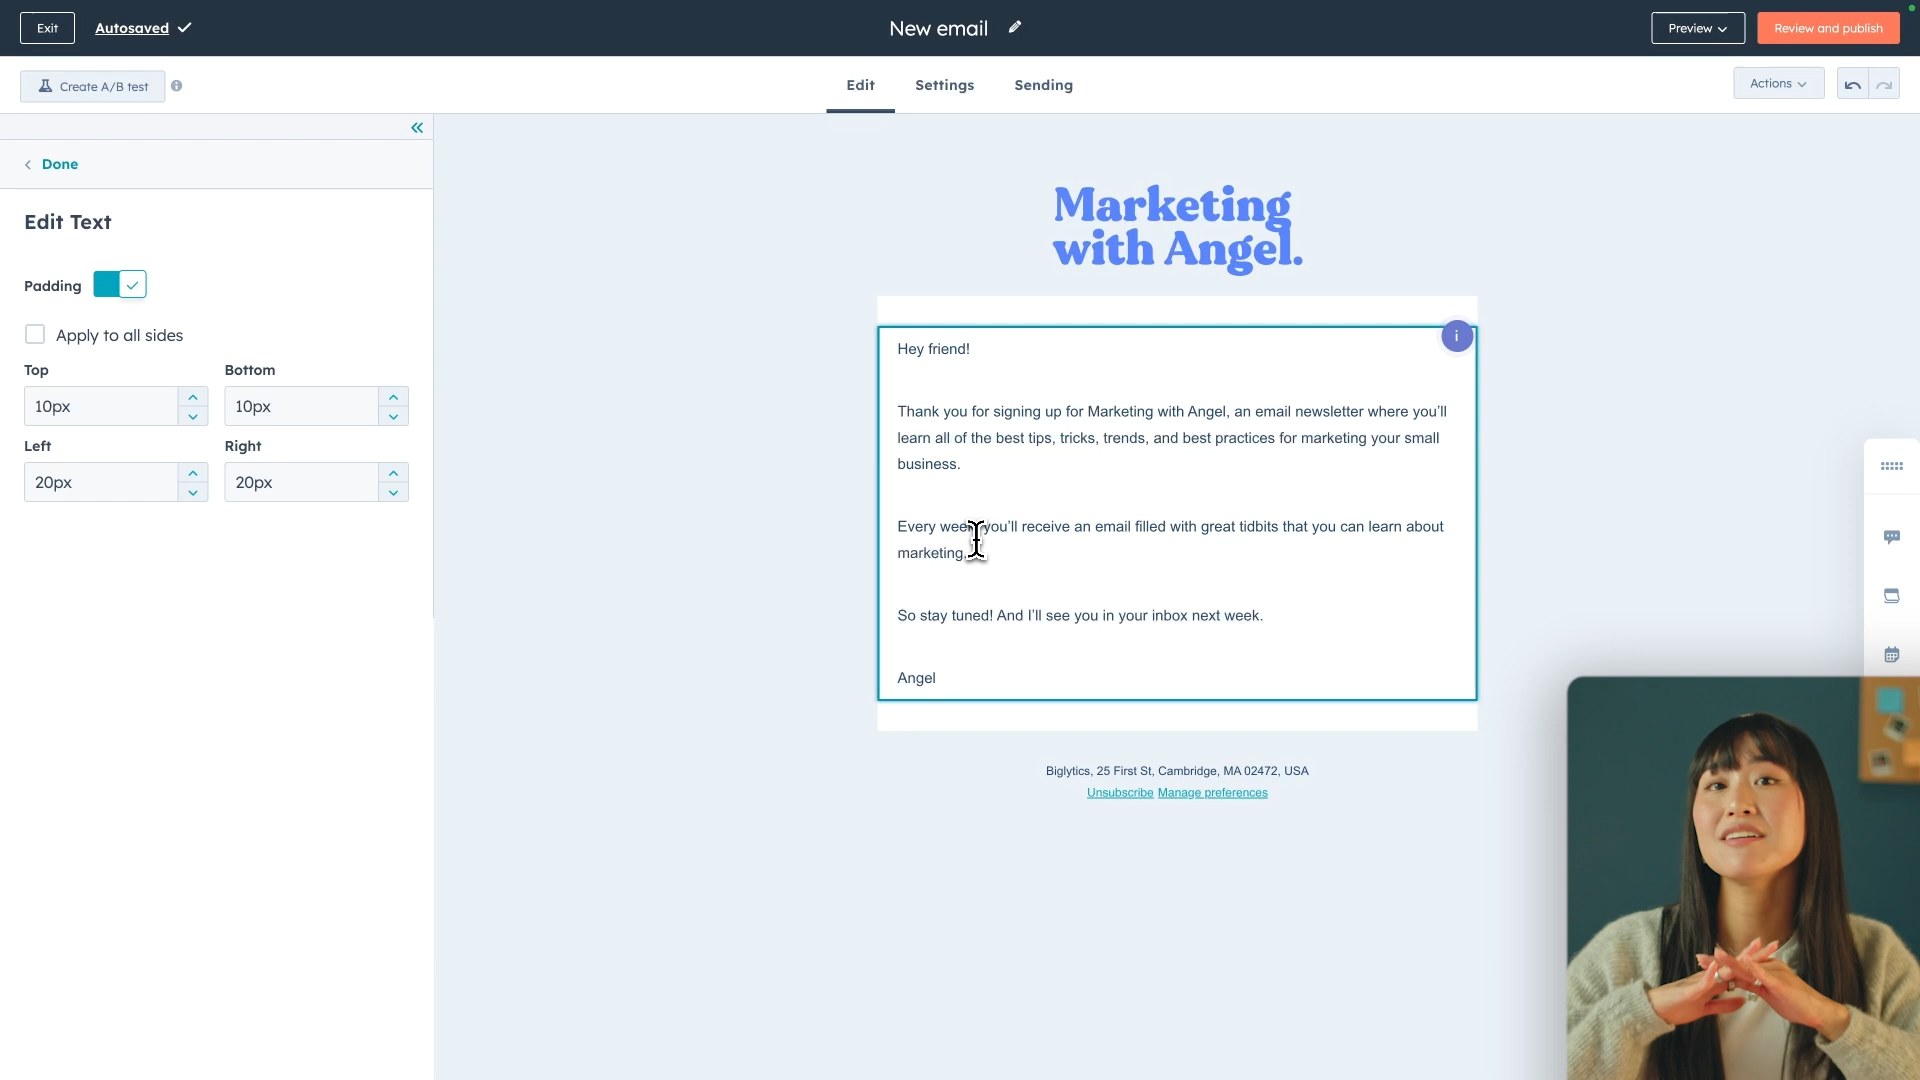 Exit
Autosaved
New email
Preview
Review and publish
Create A/B test
Edit
Settings
Sending
Actions
Done
Edit Text
Padding
Apply to all sides
Top
Bottom
10px
10px
Left
Right
20px
20px
Marketing
with Angel.
i
Hey friend!
Thank you for signing up for Marketing with Angel, an email newsletter where you'll
learn all of the best tips, tricks, trends, and best practices for marketing your small
business.
Every week you'll receive an email filled with great tidbits that you can learn about
marketing.
So stay tuned! And I'll see you in your inbox next week.
Angel
Biglytics, 25 First St, Cambridge, MA 02472, USA
Unsubscribe Manage preferences